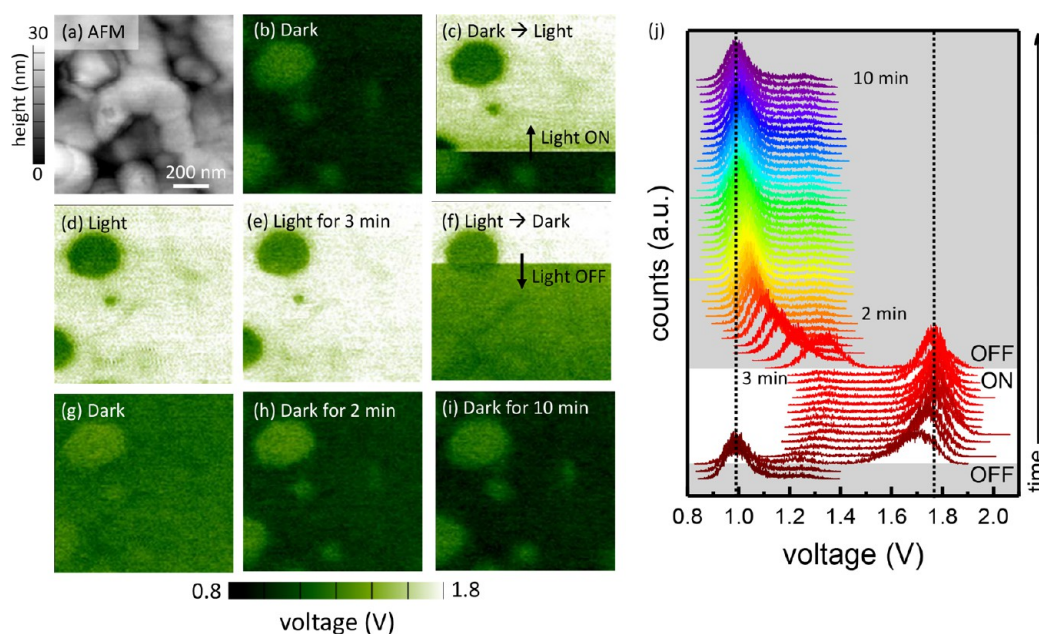 30
height (nm)
0
(a) AFM
200 nm
(b) Dark
(c) Dark → Light
Light ON
(d) Light
(e) Light for 3 min
(f) Light → Dark
Light OFF
(g) Dark
(h) Dark for 2 min
(i) Dark for 10 min
0.8
1.8
voltage (V)
(j)
10 min
2 min
OFF
ON
3 min
OFF
counts (a.u.)
time
0.8 1.0 1.2 1.4 1.6 1.8 2.0
voltage (V)